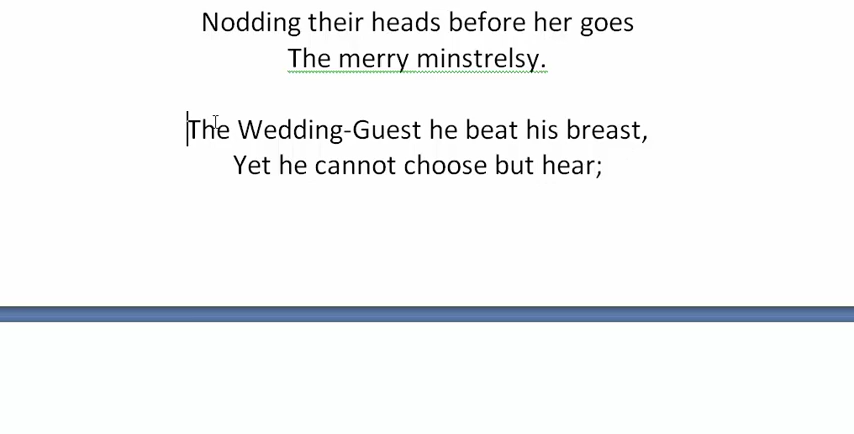 Nodding their heads before her goes
The merry minstrelsy.
The Wedding-Guest he beat his breast,
Yet he cannot choose but hear;